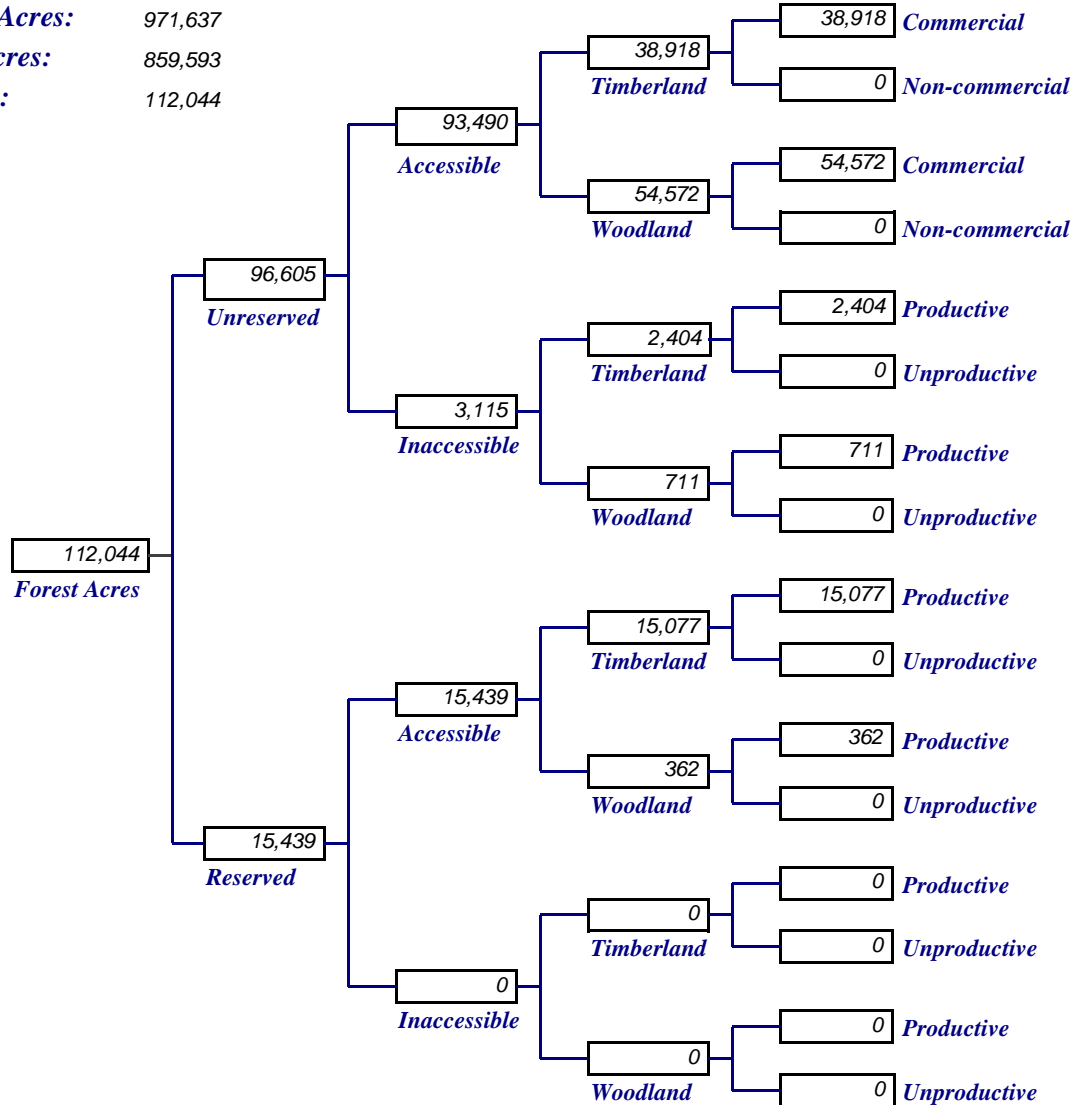 Acres: 971,637
cres: 859,593
: 112,044
38,918 Commercial
38,918
Timberland
0 Non-commercial
93,490
Accessible
54,572 Commercial
54,572
Woodland
0 Non-commercial
96,605
Unreserved
2,404 Productive
2,404
Timberland
0 Unproductive
3,115
Inaccessible
711 Productive
711
Woodland
0 Unproductive
112,044
Forest Acres
15,077 Productive
15,077
Timberland
0 Unproductive
15,439
Accessible
362 Productive
362
Woodland
0 Unproductive
15,439
Reserved
0 Productive
0
Timberland
0 Unproductive
0
Inaccessible
0 Productive
0
Woodland
0 Unproductive